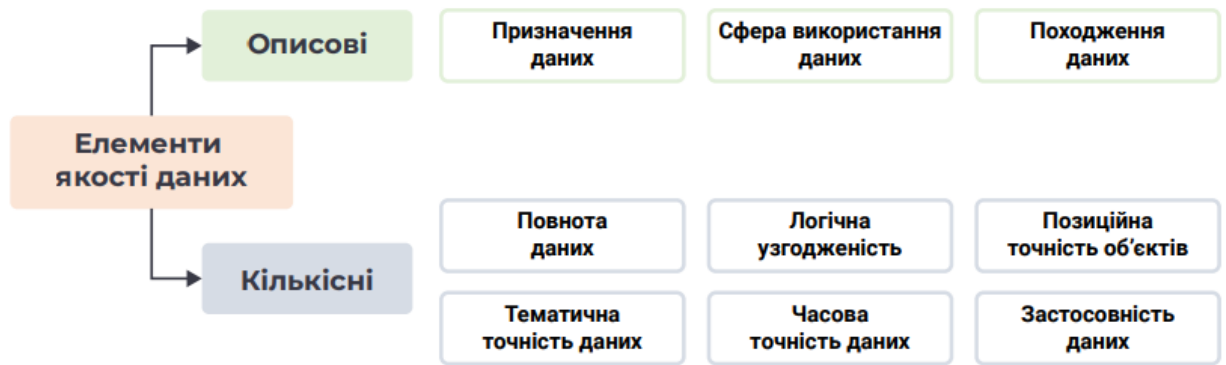 Описові
Призначення
даних
Сфера використання
даних
Походження
даних
Елементи
якості даних
Кількісні
Повнота
даних
Логічна
узгодженість
Позиційна
точність об’єктів
Тематична
точність даних
Часова
точність даних
Застосовність
даних